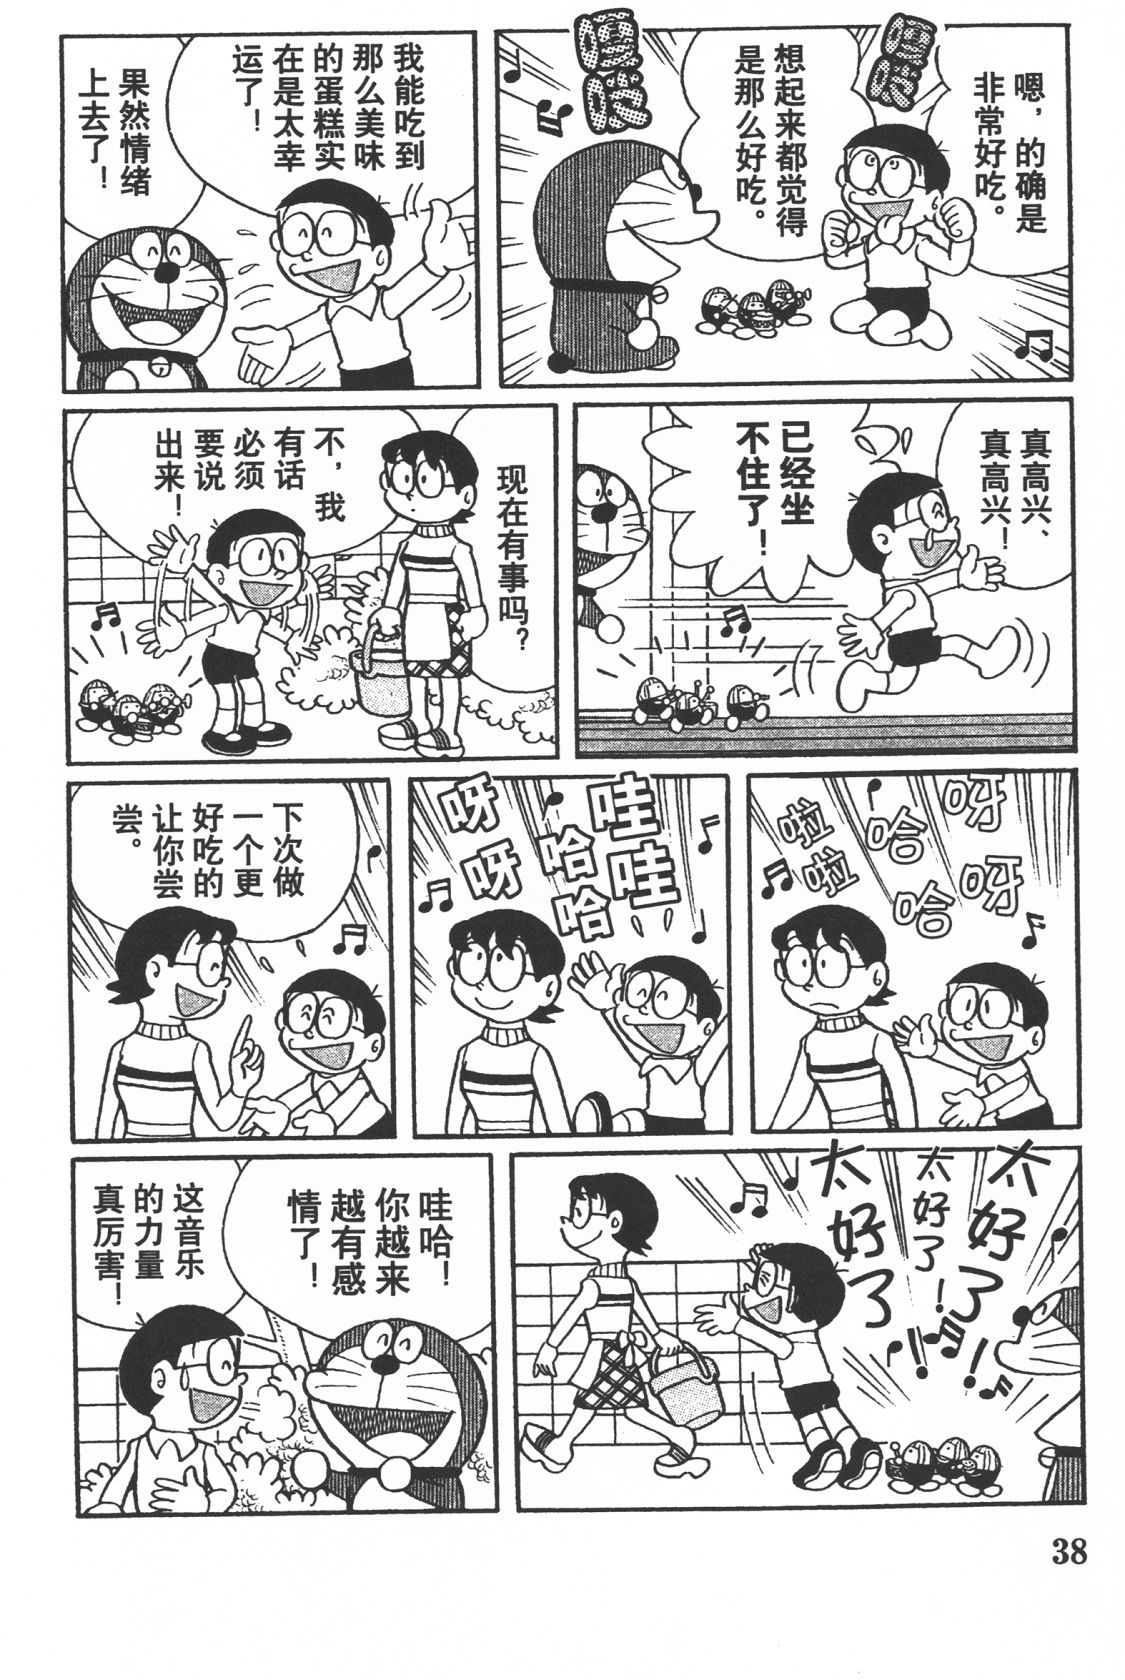 嗯，的确是
非常好吃。
嘿
咴
想起来都觉得
是那么好吃。
我能吃到
那么美味
的蛋糕实
在是太幸
运了！
果然情绪
上去了！
真高兴、
真高兴！
已经坐
不住了！
现在有事吗？
不，我
有话
必须
要说
出来！
呀
呀
哈
哈
啦
啦
哇
哇
哈
哈
呀
呀
下次做
一个更
好吃的
让你尝
尝。
太好了！
太好了！
太好了！
哇哈！
你越来
越有感
情了！
这音乐
的力量
真厉害！
38